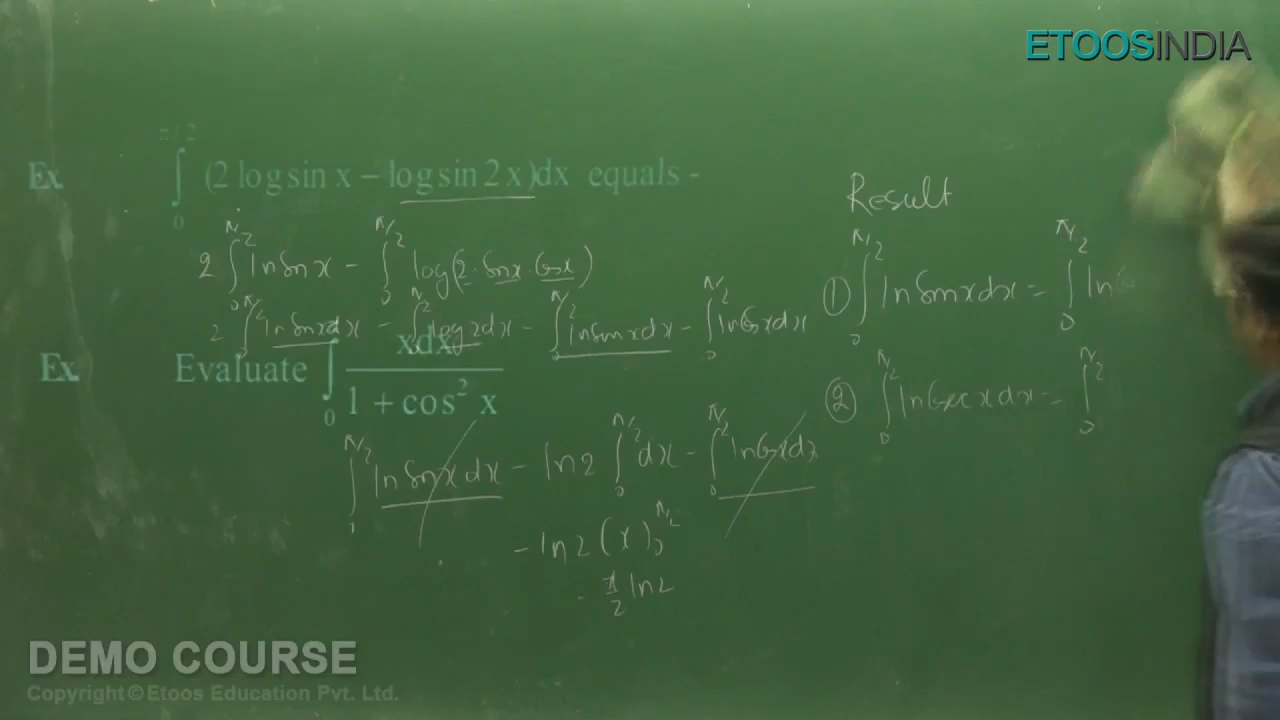 ETOOSINDIA
Ex. ∫₀^{π/2} (2 log sin x − log sin 2x)dx equals -
2 ∫₀^{π/2} ln sin x − ∫₀^{π/2} log(2 · sin x · cos x)
2 ∫₀^{π/2} ln sin x dx − ∫₀^{π/2} log 2 dx − ∫₀^{π/2} ln sin x dx − ∫₀^{π/2} ln cos x dx
Ex. Evaluate ∫₀ xdx / 1 + cos² x
∫₀^{π/2} ln sin x dx − ln 2 ∫₀^{π/2} dx − ∫₀^{π/2} ln cos x dx
− ln 2 (x)₀^{π/2}
- π/2 ln 2
Result
① ∫₀^{π/2} ln sin x dx = ∫₀^{π/2} ln
② ∫₀^{π/2} ln cosec x dx = ∫₀^{π/2}
DEMO COURSE
Copyright © Etoos Education Pvt. Ltd.